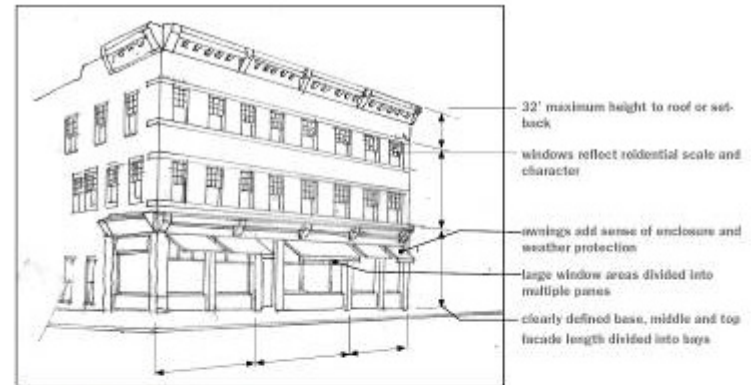 32' maximum height to roof or set-
back
windows reflect reidential scale and
character
awnings add sense of enclosure and
weather protection
large window areas divided into
multiple panes
clearly defined base, middle and top
facade length divided into bays